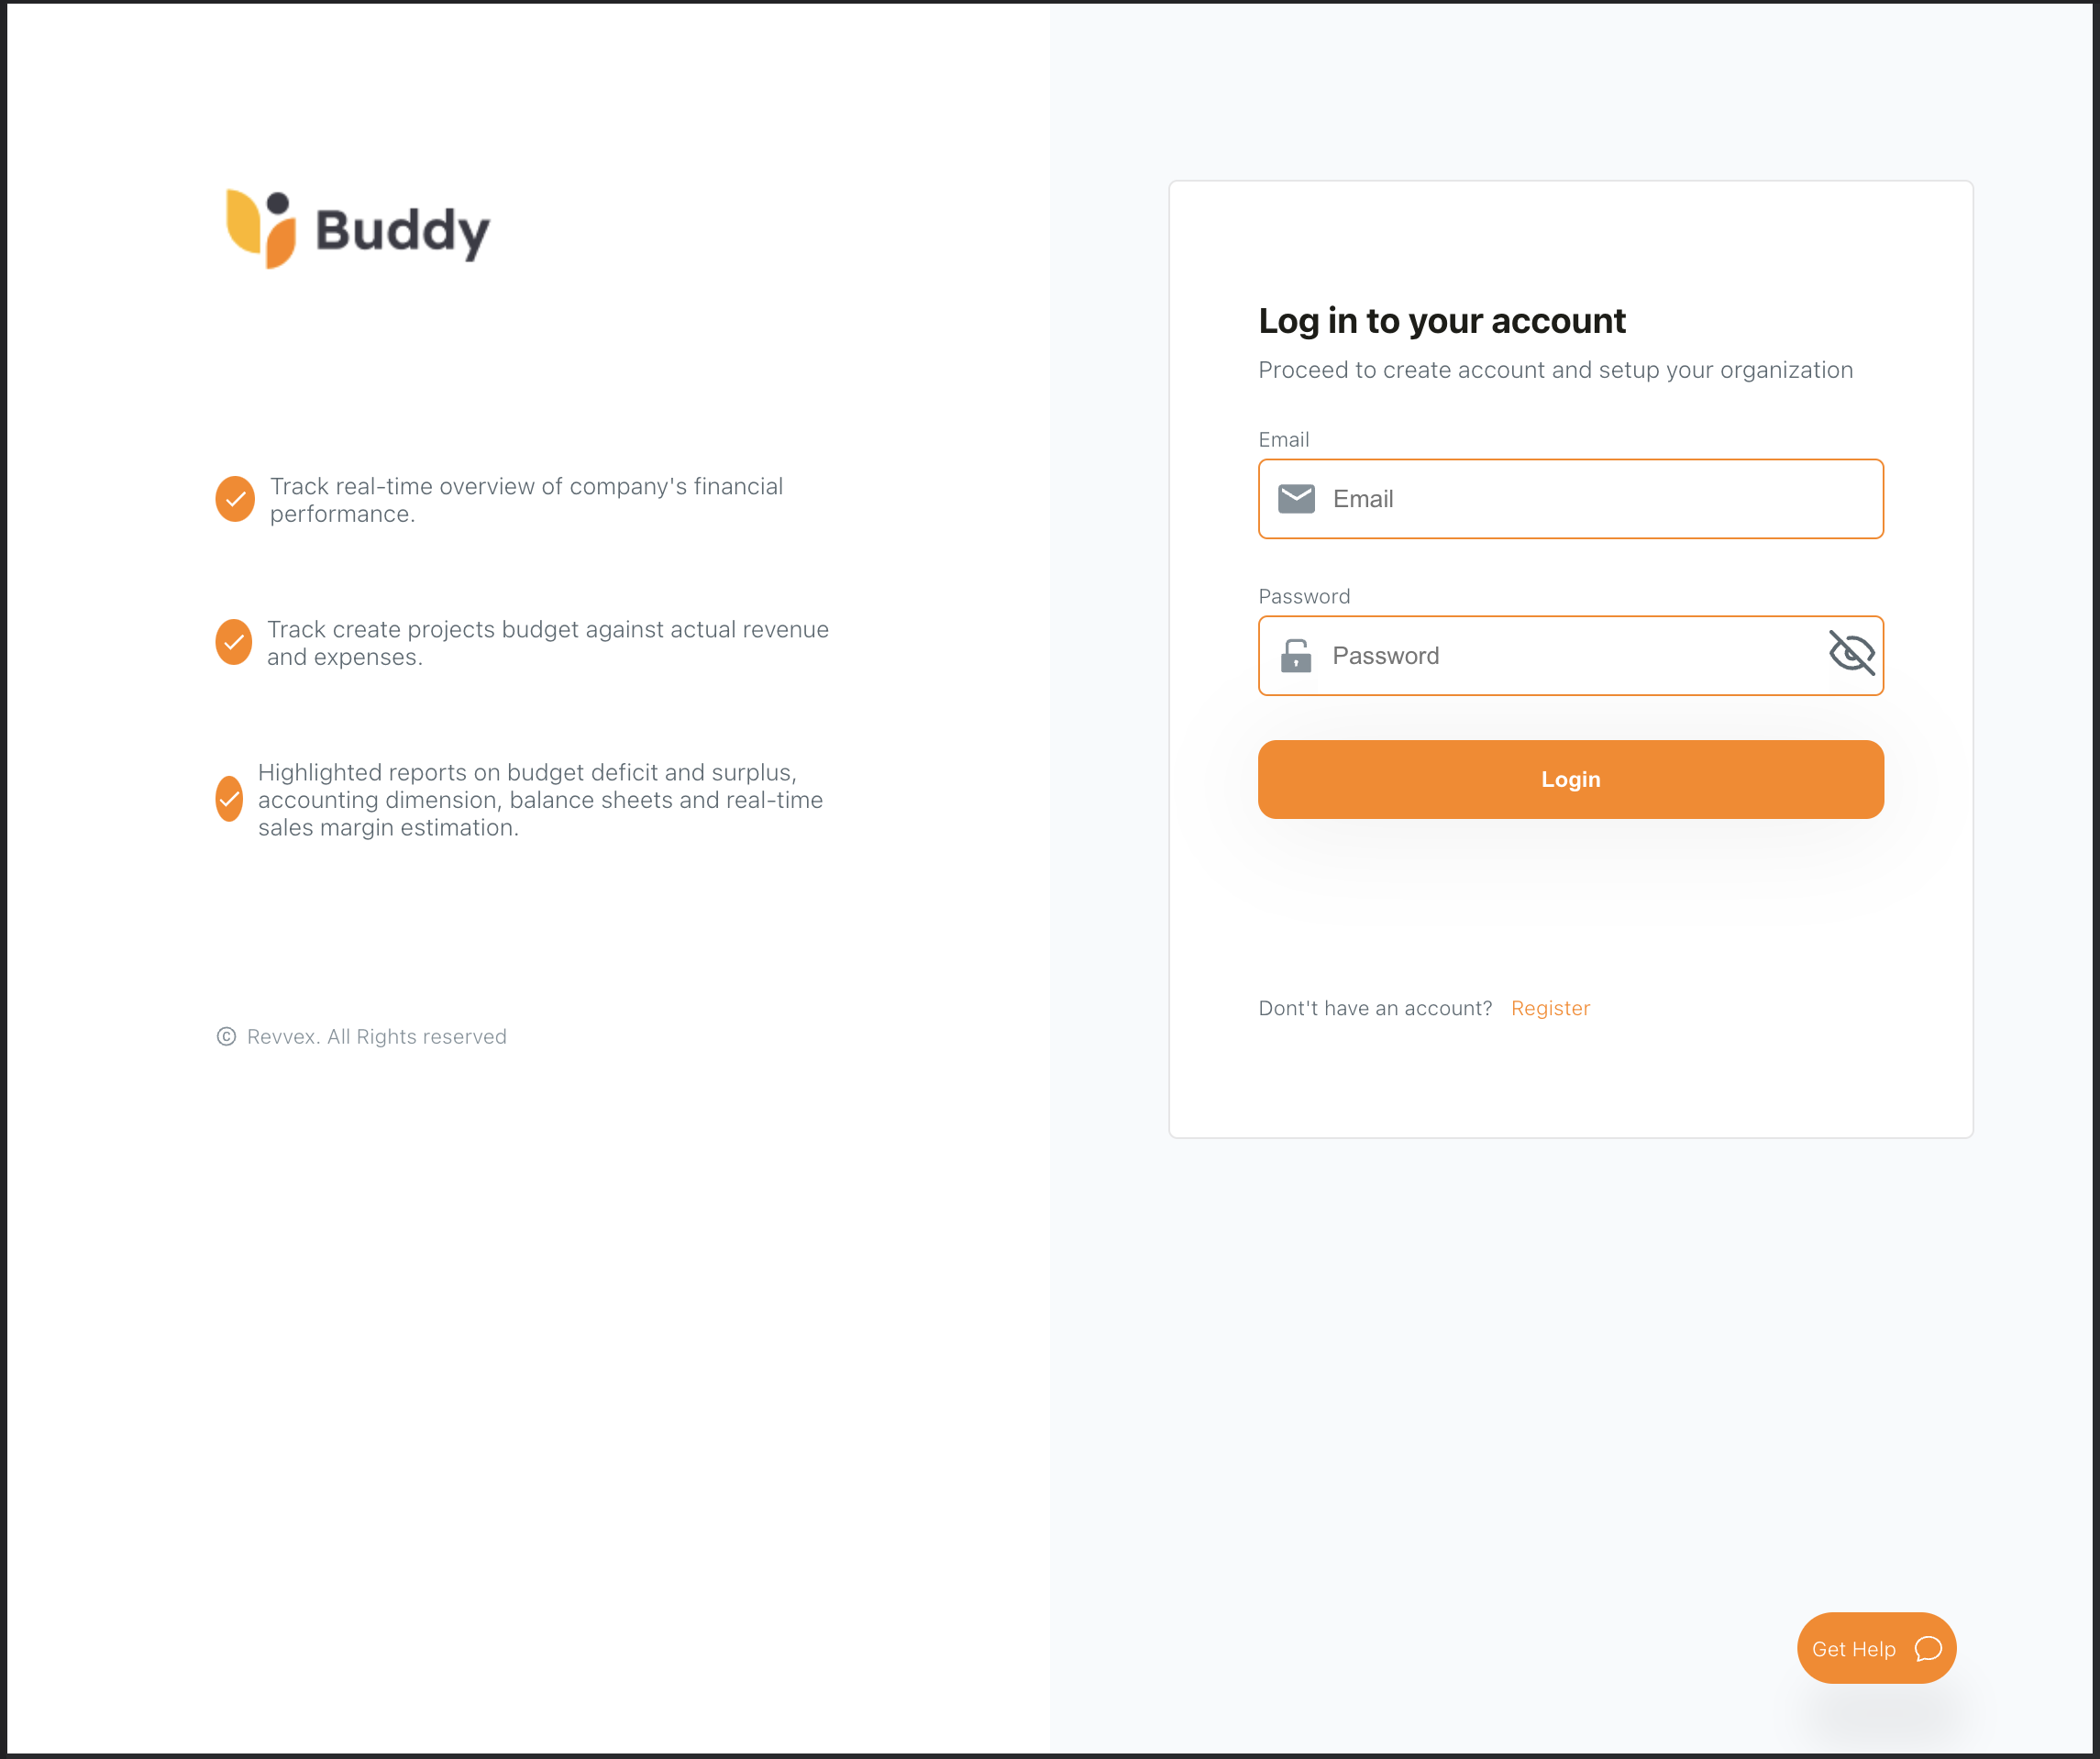 Buddy
Track real-time overview of company's financial
performance.
Track create projects budget against actual revenue
and expenses.
Highlighted reports on budget deficit and surplus,
accounting dimension, balance sheets and real-time
sales margin estimation.
© Revvex. All Rights reserved
Log in to your account
Proceed to create account and setup your organization
Email
Email
Password
Password
Login
Dont't have an account? Register
Get Help